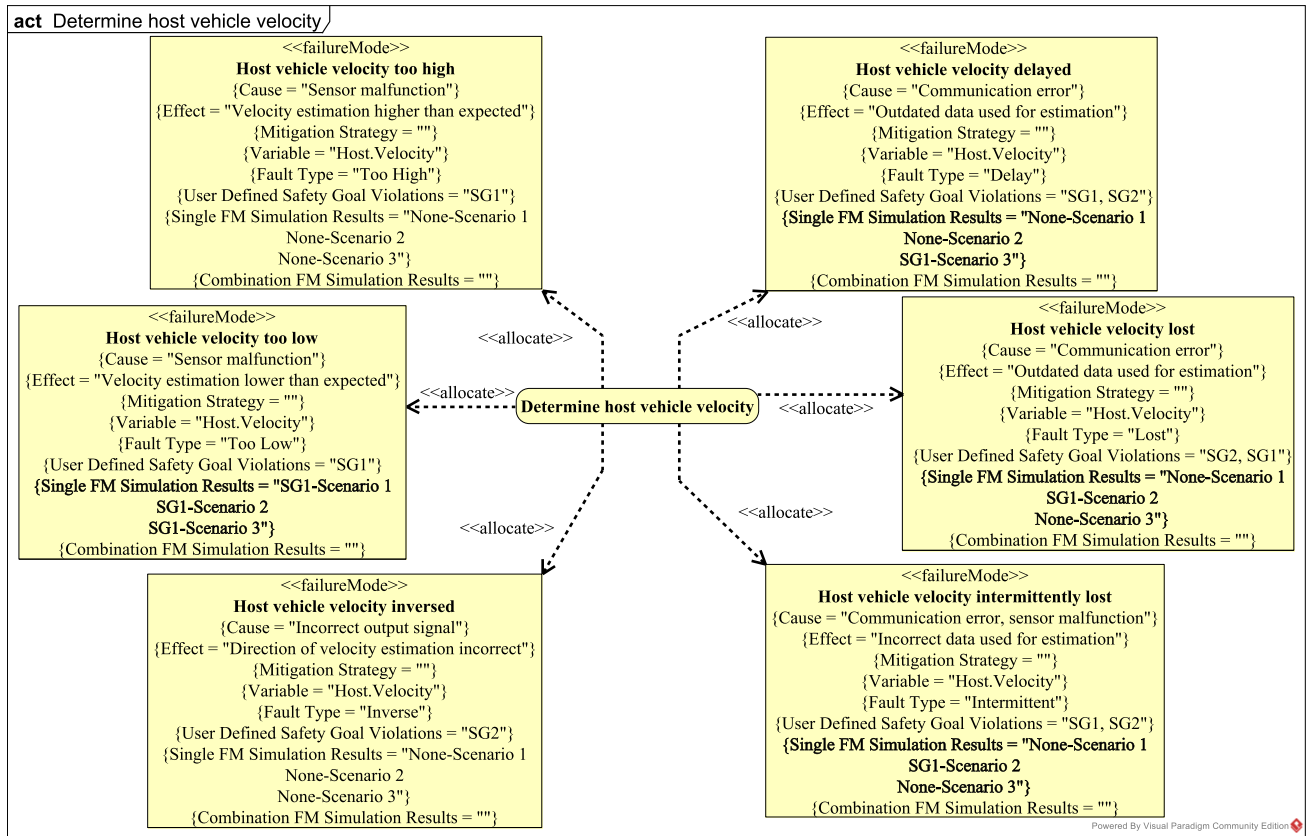 act Determine host vehicle velocity
<<failureMode>>
Host vehicle velocity too high
{Cause = "Sensor malfunction"}
{Effect = "Velocity estimation higher than expected"}
{Mitigation Strategy = ""}
{Variable = "Host.Velocity"}
{Fault Type = "Too High"}
{User Defined Safety Goal Violations = "SG1"}
{Single FM Simulation Results = "None-Scenario 1
None-Scenario 2
None-Scenario 3"}
{Combination FM Simulation Results = ""}
<<failureMode>>
Host vehicle velocity delayed
{Cause = "Communication error"}
{Effect = "Outdated data used for estimation"}
{Mitigation Strategy = ""}
{Variable = "Host.Velocity"}
{Fault Type = "Delay"}
{User Defined Safety Goal Violations = "SG1, SG2"}
{Single FM Simulation Results = "None-Scenario 1
None-Scenario 2
SG1-Scenario 3"}
{Combination FM Simulation Results = ""}
<<failureMode>>
Host vehicle velocity too low
{Cause = "Sensor malfunction"}
{Effect = "Velocity estimation lower than expected"}
{Mitigation Strategy = ""}
{Variable = "Host.Velocity"}
{Fault Type = "Too Low"}
{User Defined Safety Goal Violations = "SG1"}
{Single FM Simulation Results = "SG1-Scenario 1
SG1-Scenario 2
SG1-Scenario 3"}
{Combination FM Simulation Results = ""}
<<allocate>>
<<allocate>>
<<allocate>>
Determine host vehicle velocity
<<allocate>>
<<allocate>>
<<allocate>>
<<failureMode>>
Host vehicle velocity lost
{Cause = "Communication error"}
{Effect = "Outdated data used for estimation"}
{Mitigation Strategy = ""}
{Variable = "Host.Velocity"}
{Fault Type = "Lost"}
{User Defined Safety Goal Violations = "SG2, SG1"}
{Single FM Simulation Results = "None-Scenario 1
SG1-Scenario 2
None-Scenario 3"}
{Combination FM Simulation Results = ""}
<<failureMode>>
Host vehicle velocity inversed
{Cause = "Incorrect output signal"}
{Effect = "Direction of velocity estimation incorrect"}
{Mitigation Strategy = ""}
{Variable = "Host.Velocity"}
{Fault Type = "Inverse"}
{User Defined Safety Goal Violations = "SG2"}
{Single FM Simulation Results = "None-Scenario 1
None-Scenario 2
None-Scenario 3"}
{Combination FM Simulation Results = ""}
<<failureMode>>
Host vehicle velocity intermittently lost
{Cause = "Communication error, sensor malfunction"}
{Effect = "Incorrect data used for estimation"}
{Mitigation Strategy = ""}
{Variable = "Host.Velocity"}
{Fault Type = "Intermittent"}
{User Defined Safety Goal Violations = "SG1, SG2"}
{Single FM Simulation Results = "None-Scenario 1
SG1-Scenario 2
None-Scenario 3"}
{Combination FM Simulation Results = ""}
Powered By Visual Paradigm Community Edition